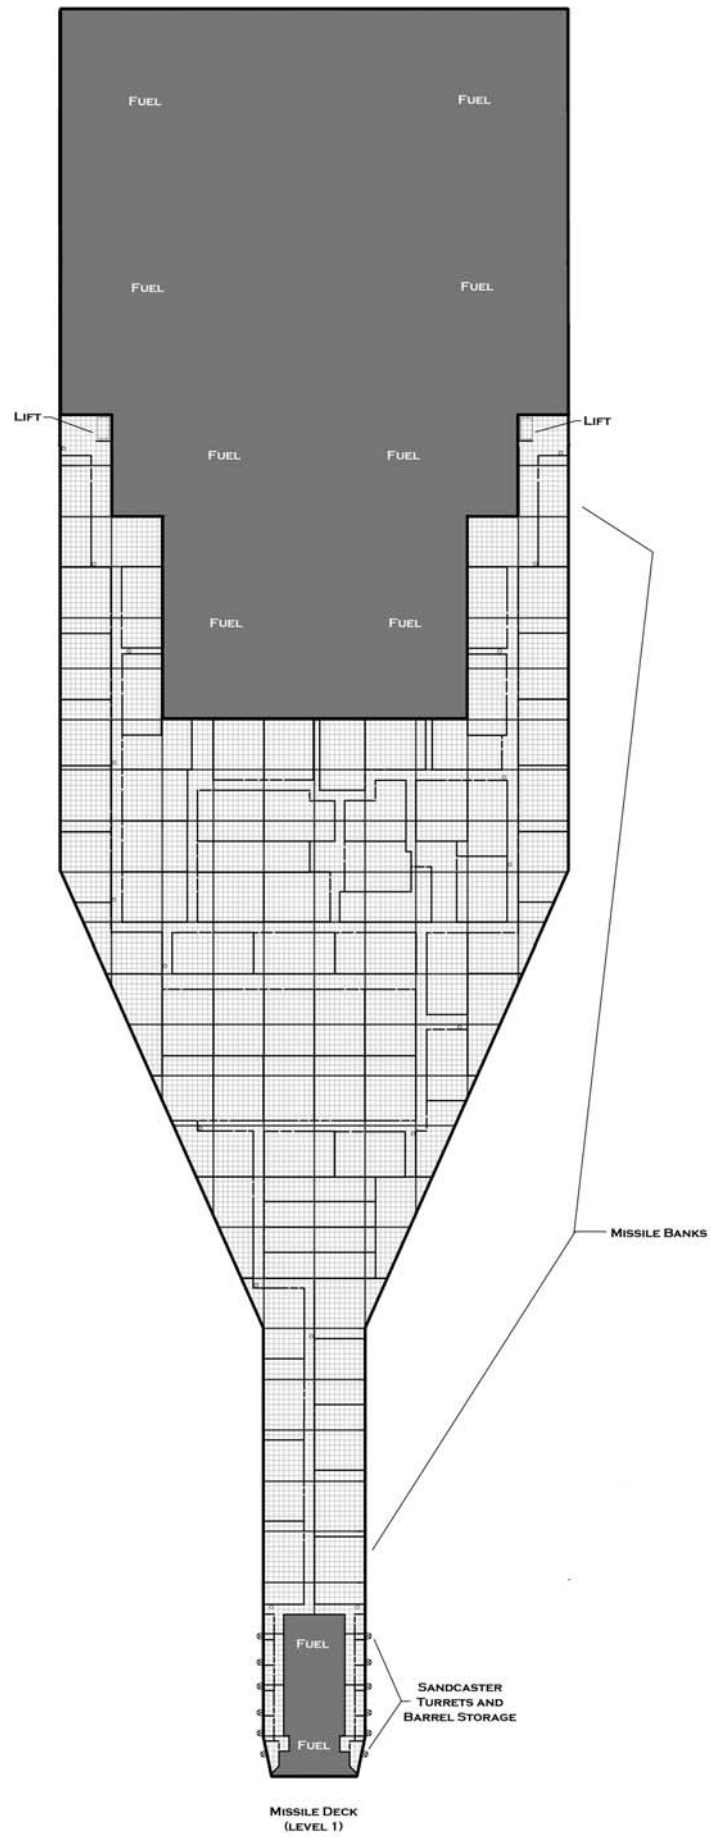 FUEL
FUEL
FUEL
FUEL
LIFT
LIFT
FUEL
FUEL
FUEL
FUEL
MISSILE BANKS
FUEL
SANDCASTER
TURRETS AND
BARREL STORAGE
FUEL
MISSILE DECK
(LEVEL 1)